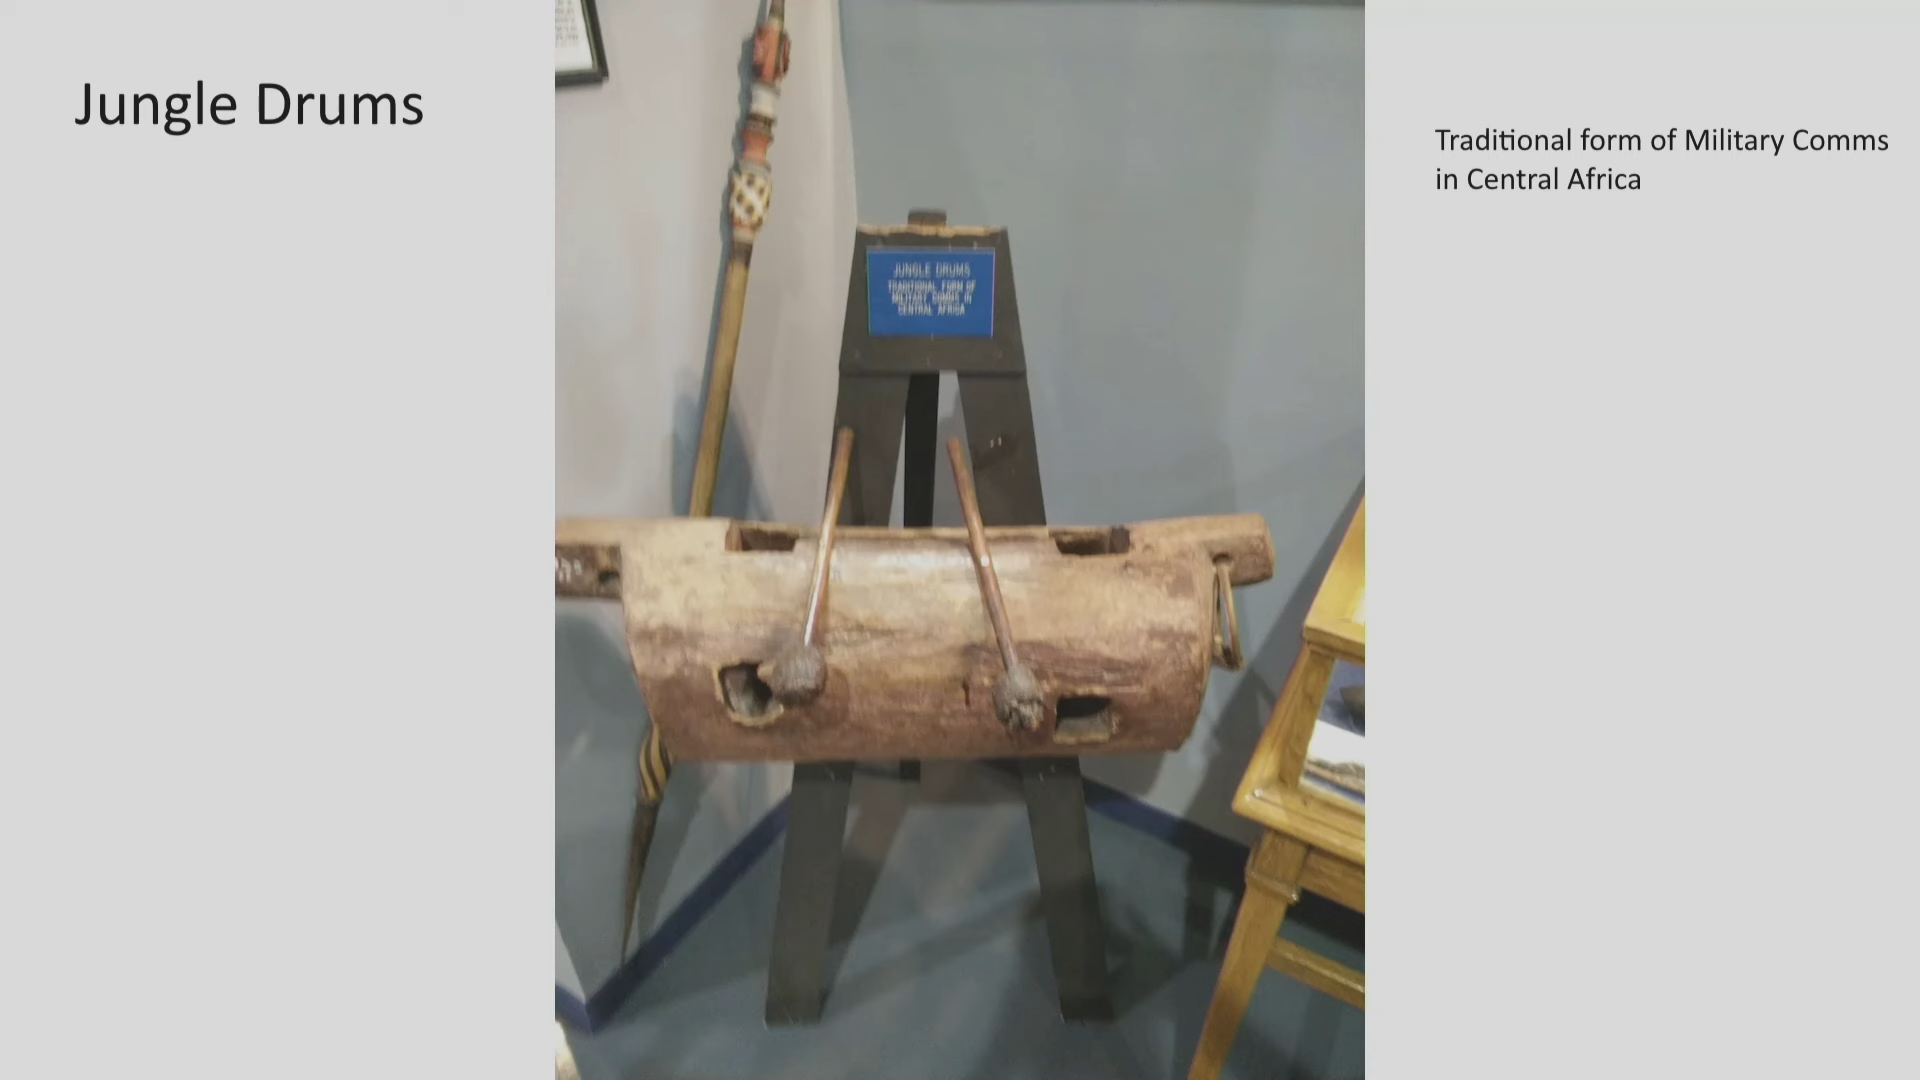 Jungle Drums
Traditional form of Military Comms
in Central Africa
JUNGLE DRUMS
TRADITIONAL FORM OF
MILITARY COMMS IN
CENTRAL AFRICA